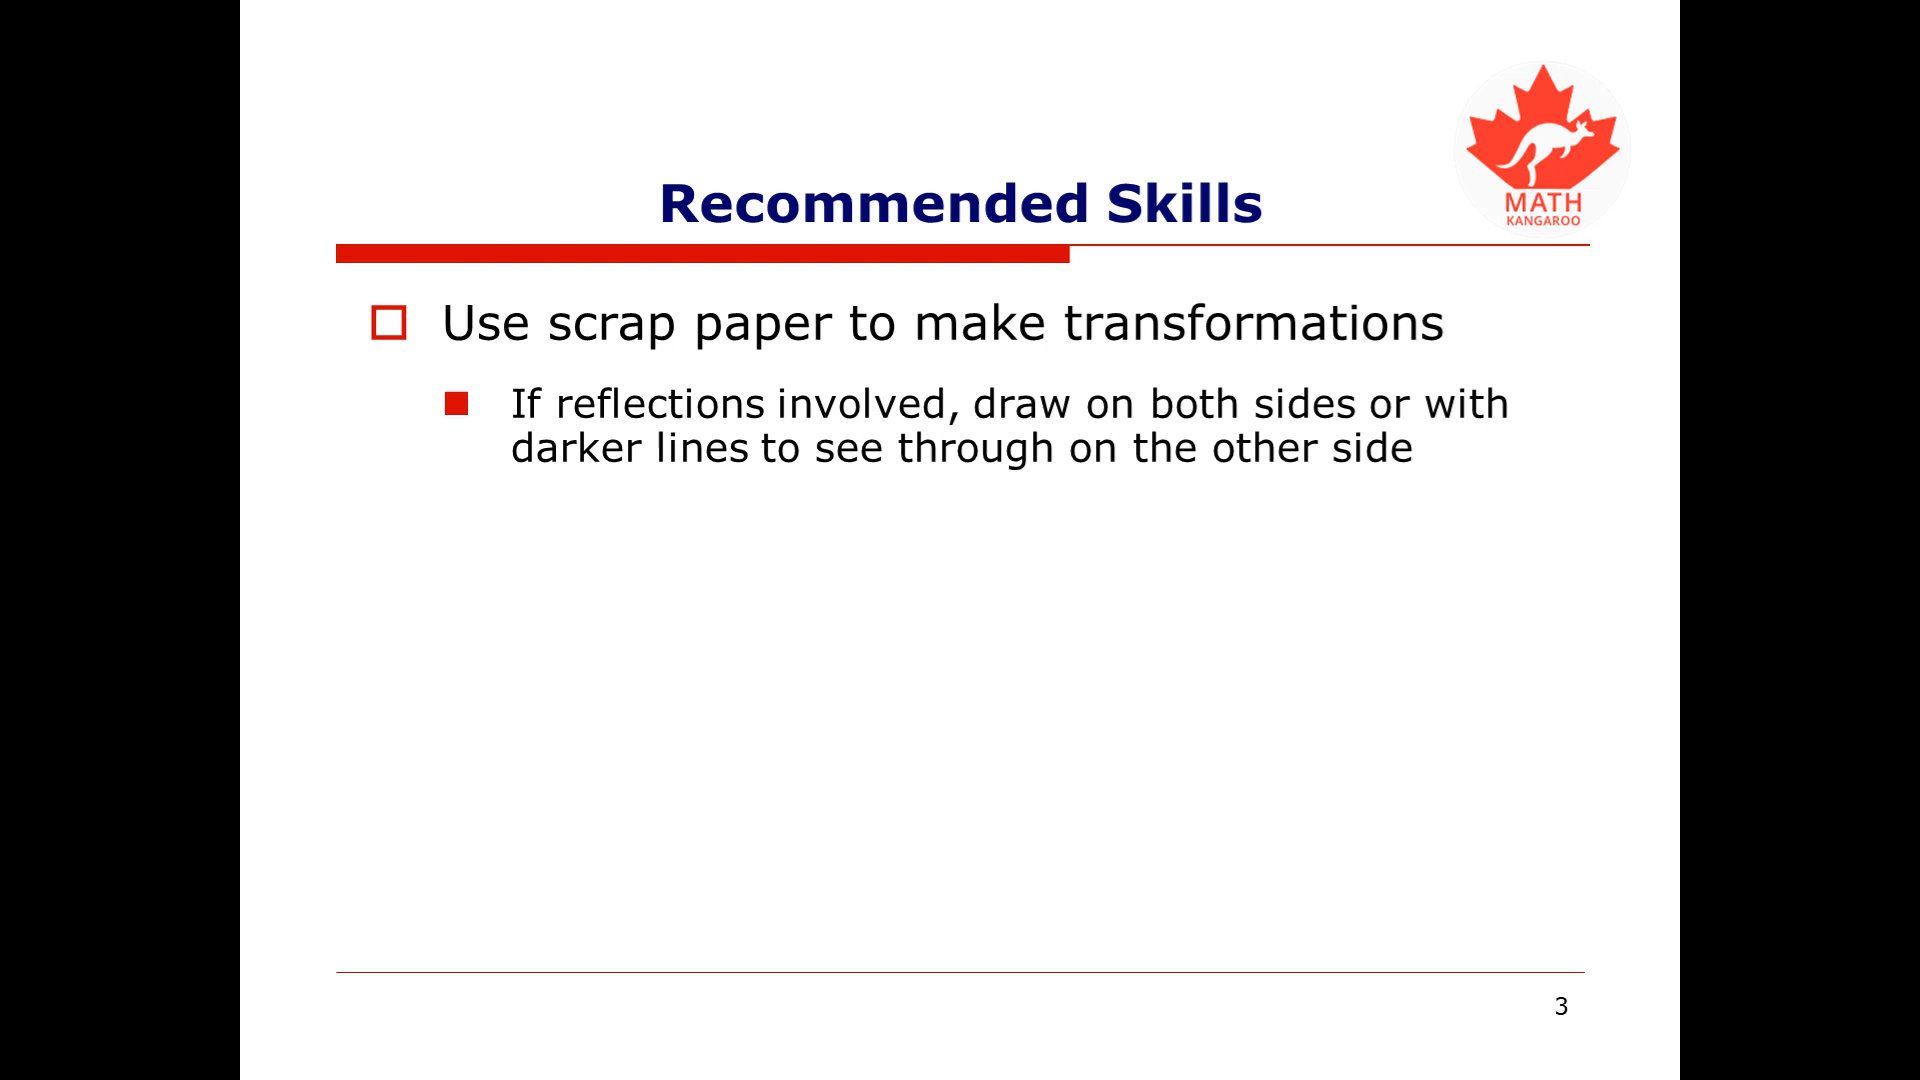 MATH
KANGAROO
Recommended Skills
Use scrap paper to make transformations
If reflections involved, draw on both sides or with
darker lines to see through on the other side
3